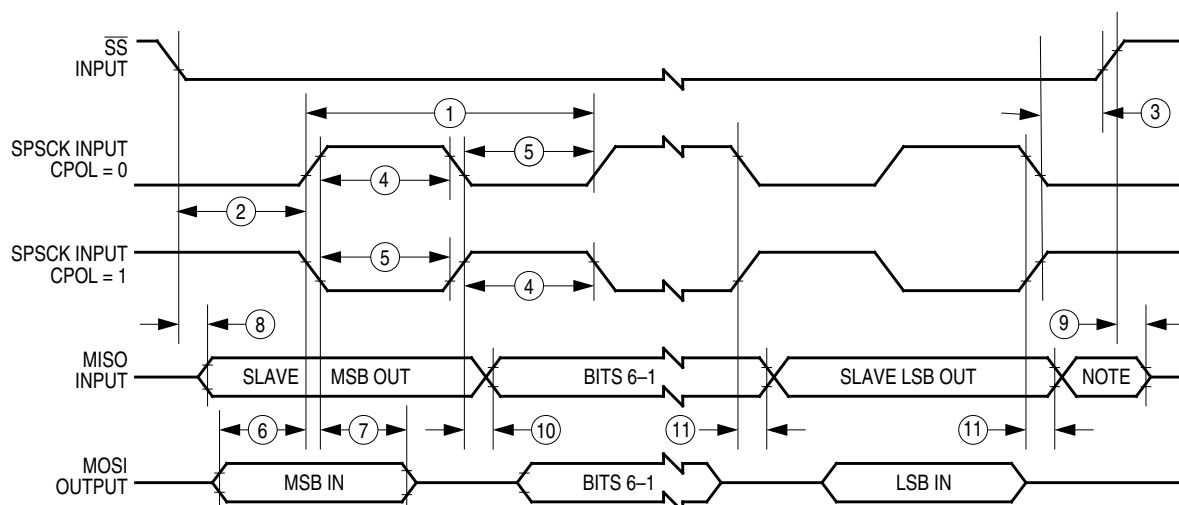 SS
INPUT
1
3
SPSCK INPUT
CPOL = 0
5
4
2
SPSCK INPUT
CPOL = 1
5
4
8
9
MISO
INPUT
SLAVE MSB OUT
BITS 6–1
SLAVE LSB OUT
NOTE
6
7
10
11
11
MOSI
OUTPUT
MSB IN
BITS 6–1
LSB IN